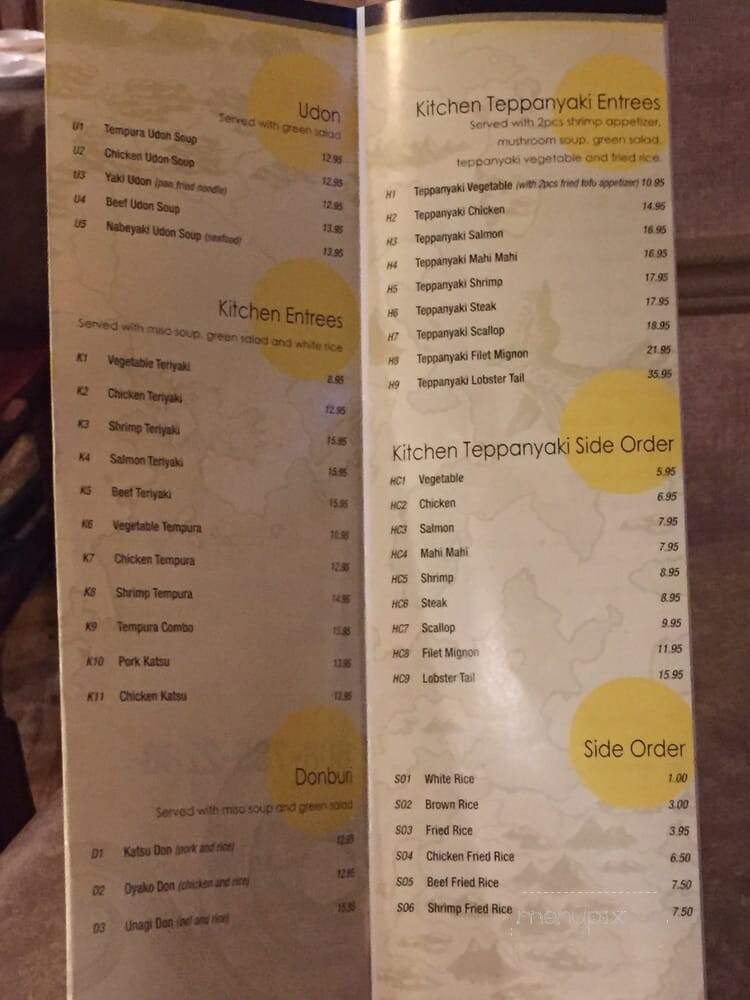 Udon
Served with green salad
U1 Tempura Udon Soup 12.95
U2 Chicken Udon Soup 12.95
U3 Yaki Udon (pan fried noodle) 12.95
U4 Beef Udon Soup 13.95
U5 Nabeyaki Udon Soup (seafood) 13.95
Kitchen Entrees
Served with miso soup, green salad and white rice
K1 Vegetable Teriyaki 8.95
K2 Chicken Teriyaki 12.95
K3 Shrimp Teriyaki 15.95
K4 Salmon Teriyaki 15.95
K5 Beef Teriyaki 15.95
K6 Vegetable Tempura 10.95
K7 Chicken Tempura 12.95
K8 Shrimp Tempura 14.95
K9 Tempura Combo 13.95
K10 Pork Katsu 13.95
K11 Chicken Katsu 12.95
Donburi
Served with miso soup and green salad
D1 Katsu Don (pork and rice) 12.95
D2 Oyako Don (chicken and rice) 12.95
D3 Unagi Don (eel and rice) 15.95
Kitchen Teppanyaki Entrees
Served with 2pcs shrimp appetizer,
mushroom soup, green salad,
teppanyaki vegetable and fried rice.
H1 Teppanyaki Vegetable (with 2pcs fried tofu appetizer) 10.95
H2 Teppanyaki Chicken 14.95
H3 Teppanyaki Salmon 16.95
H4 Teppanyaki Mahi Mahi 16.95
H5 Teppanyaki Shrimp 17.95
H6 Teppanyaki Steak 17.95
H7 Teppanyaki Scallop 18.95
H8 Teppanyaki Filet Mignon 21.95
H9 Teppanyaki Lobster Tail 35.95
Kitchen Teppanyaki Side Order
HC1 Vegetable 5.95
HC2 Chicken 6.95
HC3 Salmon 7.95
HC4 Mahi Mahi 7.95
HC5 Shrimp 8.95
HC6 Steak 8.95
HC7 Scallop 9.95
HC8 Filet Mignon 11.95
HC9 Lobster Tail 15.95
Side Order
S01 White Rice 1.00
S02 Brown Rice 3.00
S03 Fried Rice 3.95
S04 Chicken Fried Rice 6.50
S05 Beef Fried Rice 7.50
S06 Shrimp Fried Rice 7.50
menupix